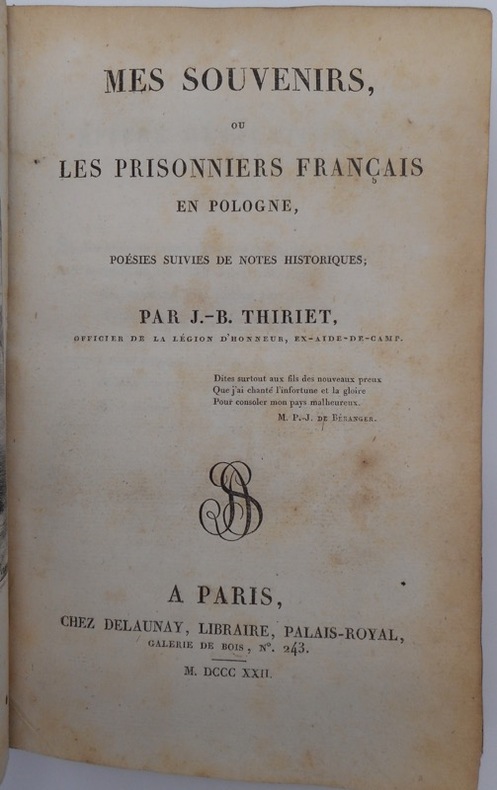 MES SOUVENIRS,
OU
LES PRISONNIERS FRANÇAIS
EN POLOGNE,
POÉSIES SUIVIES DE NOTES HISTORIQUES;
PAR J.-B. THIRIET,
OFFICIER DE LA LÉGION D'HONNEUR, EX-AIDE-DE-CAMP.
Dites surtout aux fils des nouveaux preux
Que j'ai chanté l'infortune et la gloire
Pour consoler mon pays malheureux.
M. P.-J. DE BÉRANGER.
A PARIS,
CHEZ DELAUNAY, LIBRAIRE, PALAIS-ROYAL,
GALERIE DE BOIS, N°. 243.
M. DCCC XXII.